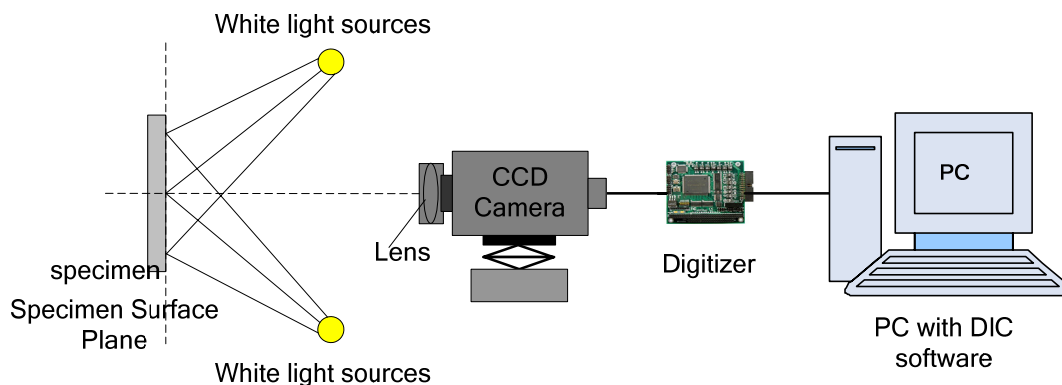 White light sources
CCD
Camera
PC
Lens
Digitizer
specimen
Specimen Surface
Plane
PC with DIC
software
White light sources